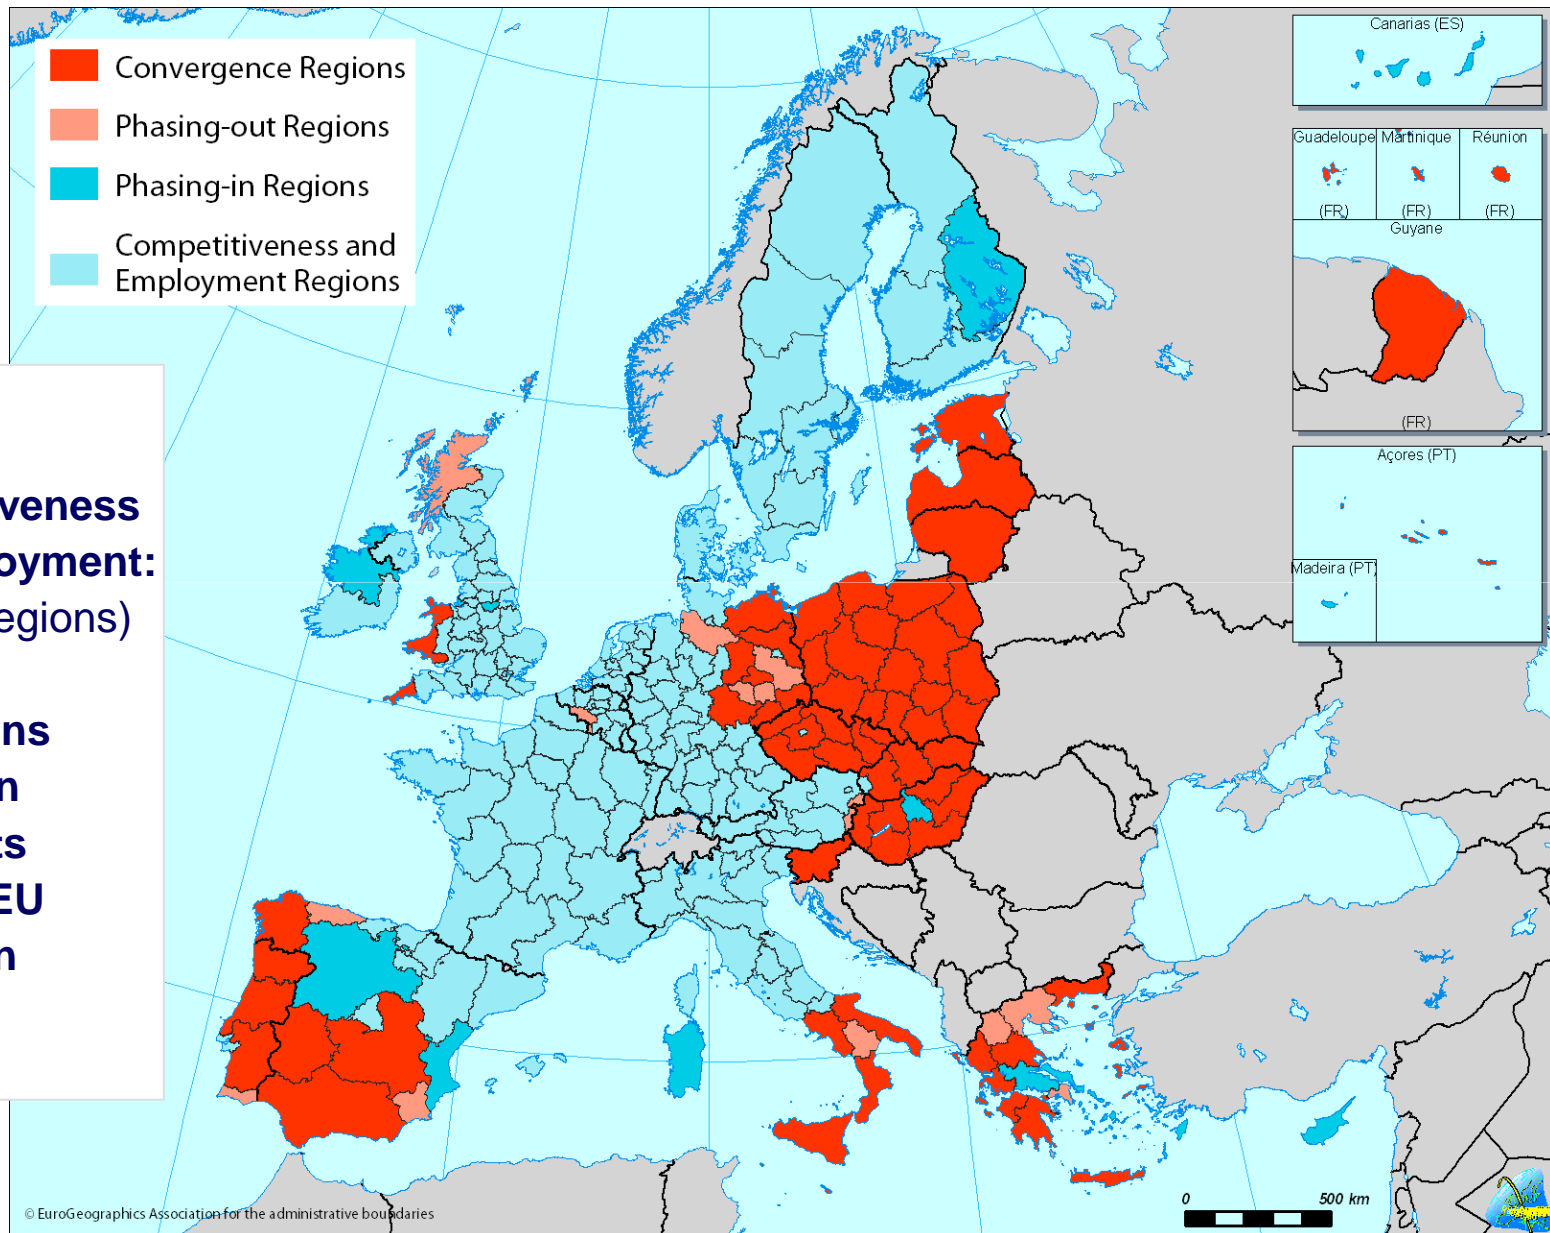 Convergence Regions
Phasing-out Regions
Phasing-in Regions
Competitiveness and
Employment Regions
iveness
oyment:
egions)
ns
n
ts
EU
n
Canarias (ES)
Guadeloupe
Martinique
Réunion
(FR)
(FR)
(FR)
Guyane
(FR)
Açores (PT)
Madeira (PT)
0
500 km
© EuroGeographics Association for the administrative boundaries